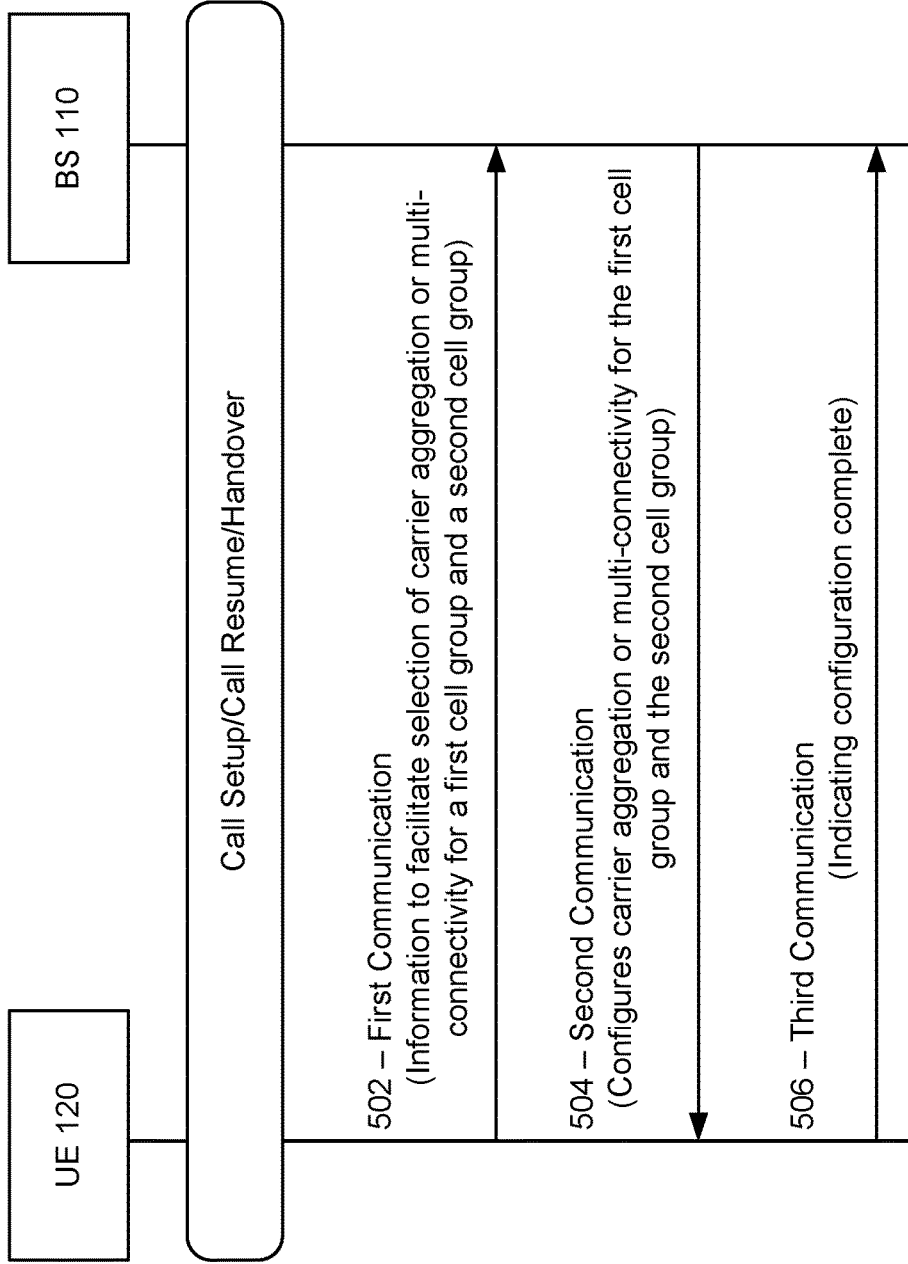 UE 120
BS 110
Call Setup/Call Resume/Handover
502 – First Communication
(Information to facilitate selection of carrier aggregation or multi-
connectivity for a first cell group and a second cell group)
504 – Second Communication
(Configures carrier aggregation or multi-connectivity for the first cell
group and the second cell group)
506 – Third Communication
(Indicating configuration complete)